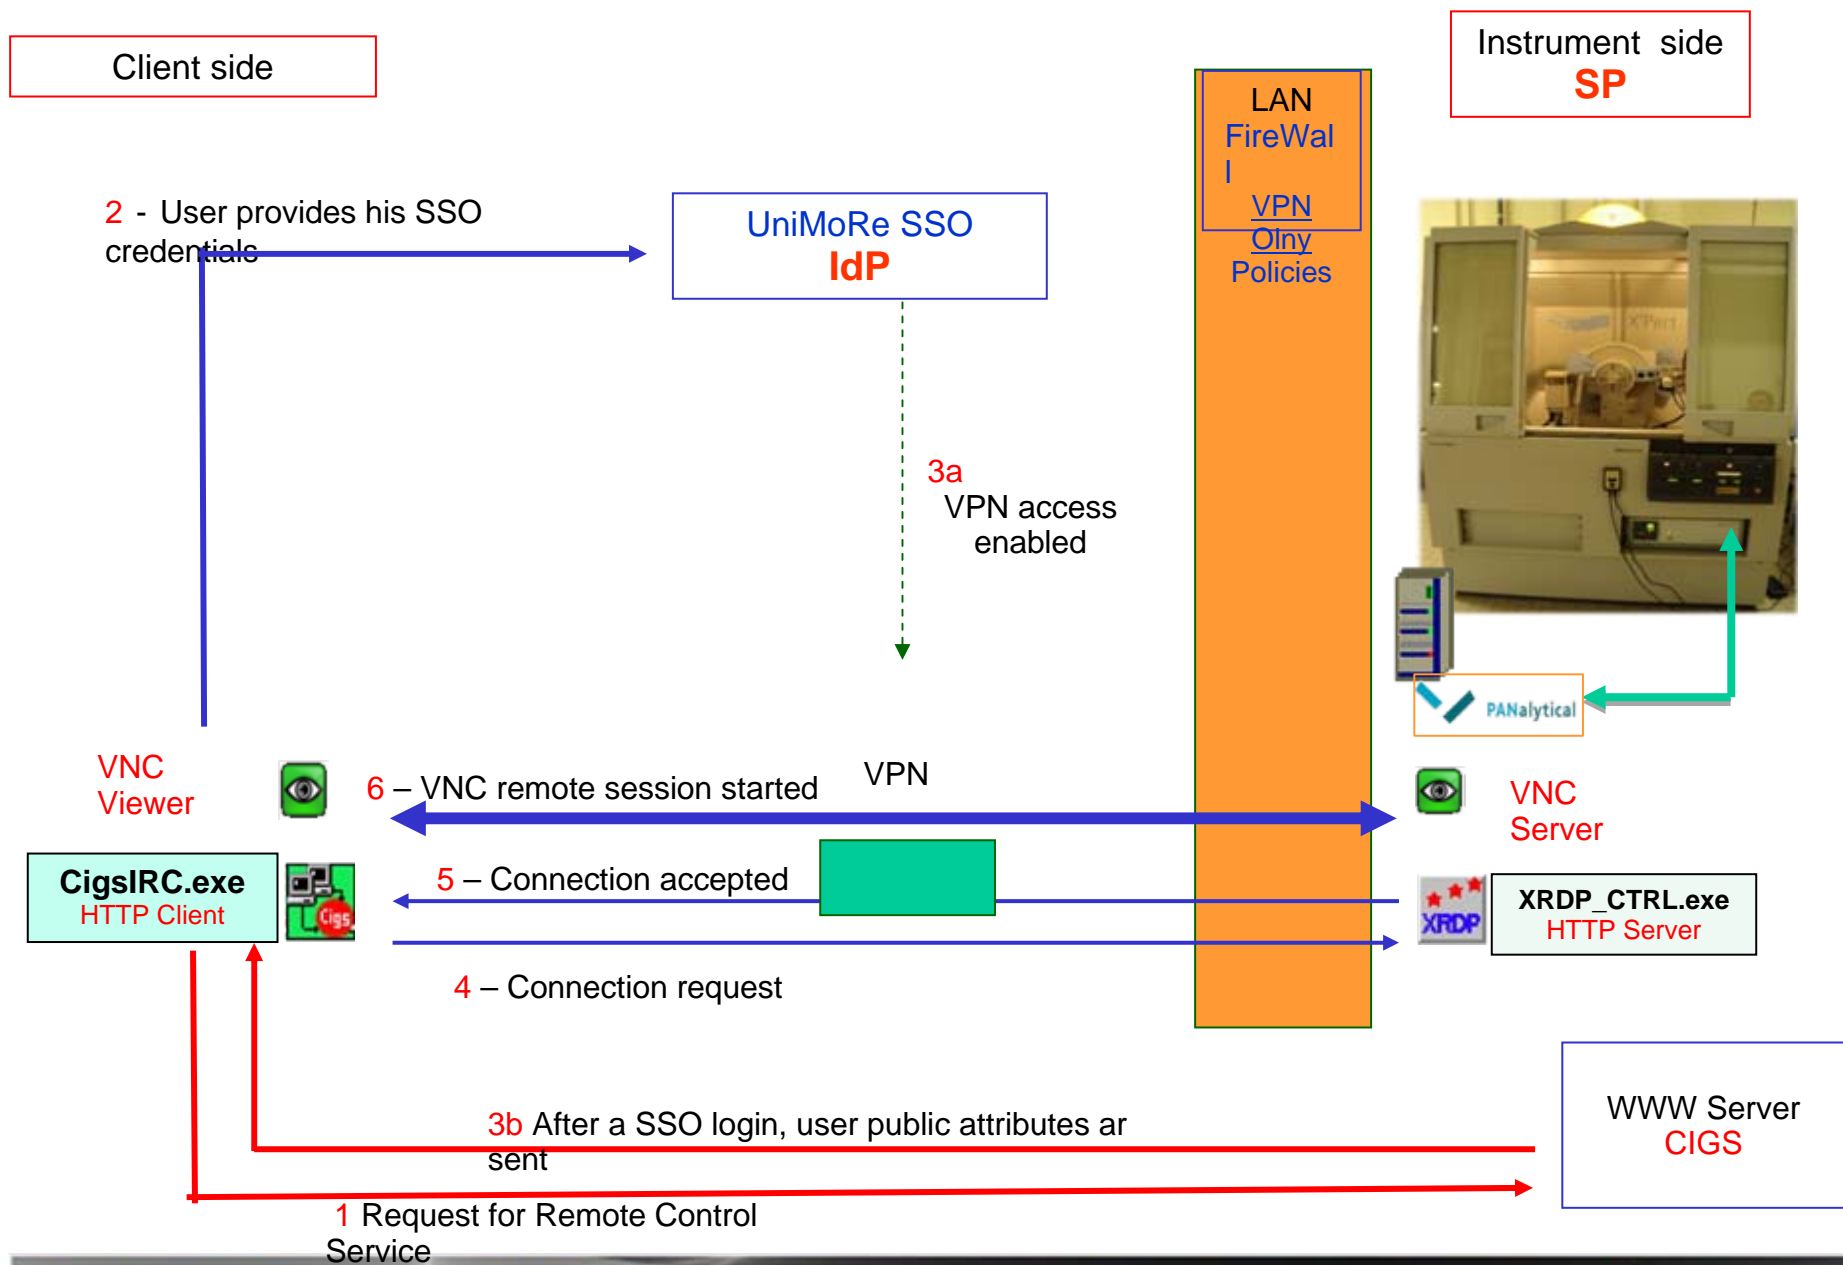 Client side
Instrument side
SP
LAN
FireWal
l
VPN
Olny
Policies
2 - User provides his SSO
credentials
UniMoRe SSO
IdP
X'Pert
3a
VPN access
enabled
PANalytical
VNC
Viewer
6 – VNC remote session started
VPN
VNC
Server
CigsIRC.exe
HTTP Client
Cigs
5 – Connection accepted
XRDP
XRDP_CTRL.exe
HTTP Server
4 – Connection request
3b After a SSO login, user public attributes ar
sent
WWW Server
CIGS
1 Request for Remote Control
Service